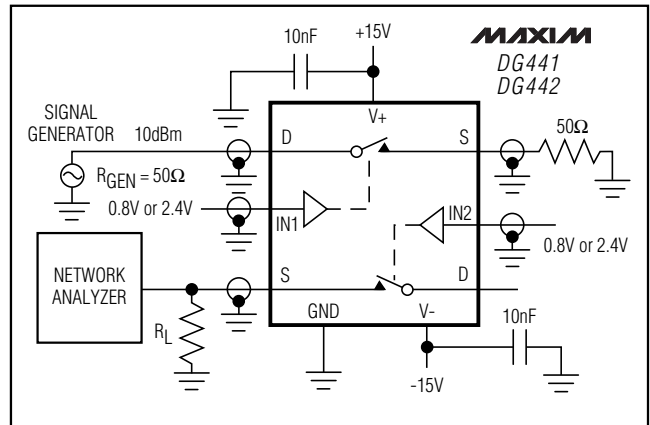 10nF
+15V
MAXIM
DG441
DG442
SIGNAL
GENERATOR
10dBm
D
V+
S
50Ω
RGEN = 50Ω
0.8V or 2.4V
IN1
IN2
0.8V or 2.4V
NETWORK
ANALYZER
S
D
RL
GND
V-
10nF
-15V